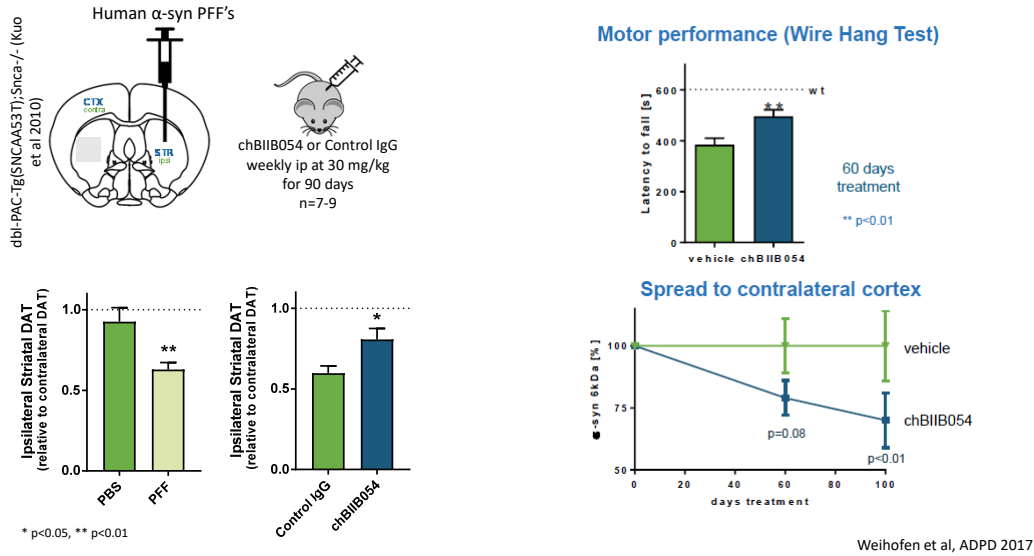 Human α-syn PFF's
dbl-PAC-Tg(SNCAA53T);Snca-/- (Kuo
et al 2010)
CTX
contra
STR
ipsi
chBIIB054 or Control IgG
weekly ip at 30 mg/kg
for 90 days
n=7-9
Motor performance (Wire Hang Test)
Latency to fall [s]
600
400
200
0
wt
**
vehicle chBIIB054
60 days
treatment
** p<0.01
Ipsilateral Striatal DAT
(relative to contralateral DAT)
1.0
0.5
0.0
**
PBS
PFF
Ipsilateral Striatal DAT
(relative to contralateral DAT)
1.0
0.5
0.0
*
Control IgG
chBIIB054
* p<0.05, ** p<0.01
Spread to contralateral cortex
α-syn 6kDa [%]
100
75
50
0 20 40 60 80 100
days treatment
vehicle
chBIIB054
p=0.08
p<0.01
Weihofen et al, ADPD 2017